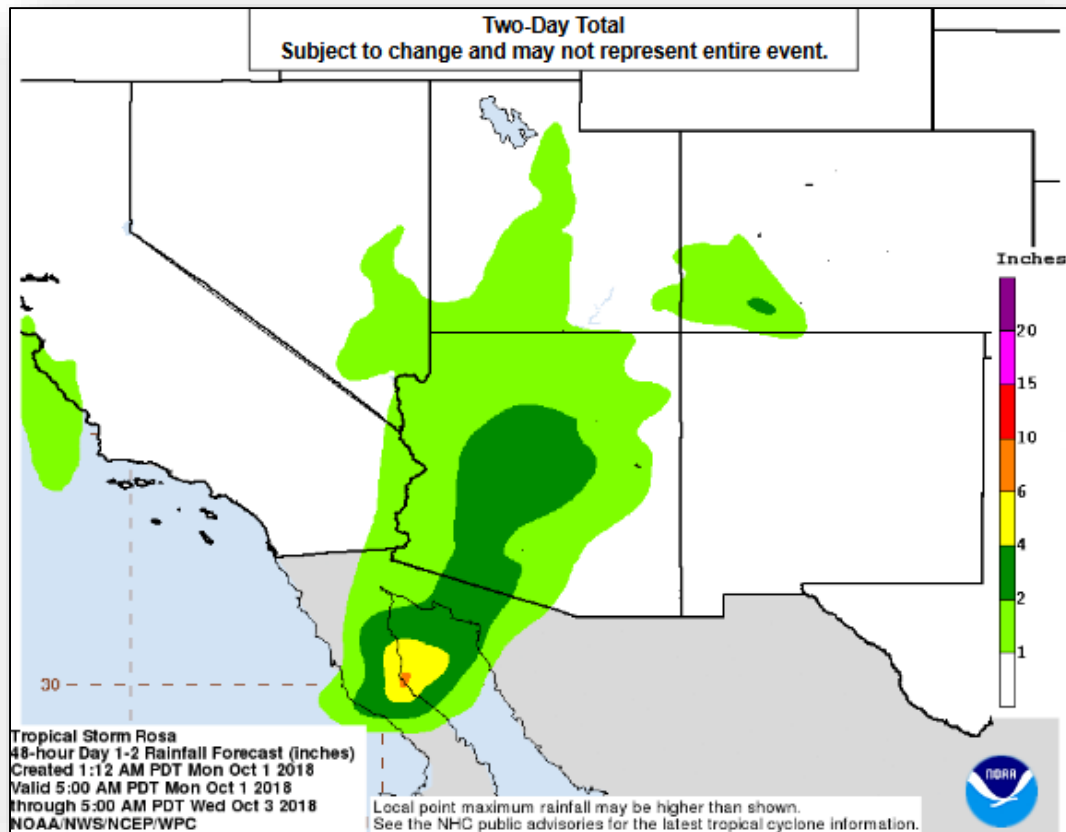 Two-Day Total
Subject to change and may not represent entire event.
Inches
20
15
10
6
4
2
1
30
Tropical Storm Rosa
48-hour Day 1-2 Rainfall Forecast (inches)
Created 1:12 AM PDT Mon Oct 1 2018
Valid 5:00 AM PDT Mon Oct 1 2018
through 5:00 AM PDT Wed Oct 3 2018
NOAA/NWS/NCEP/WPC
Local point maximum rainfall may be higher than shown.
See the NHC public advisories for the latest tropical cyclone information.
NOAA